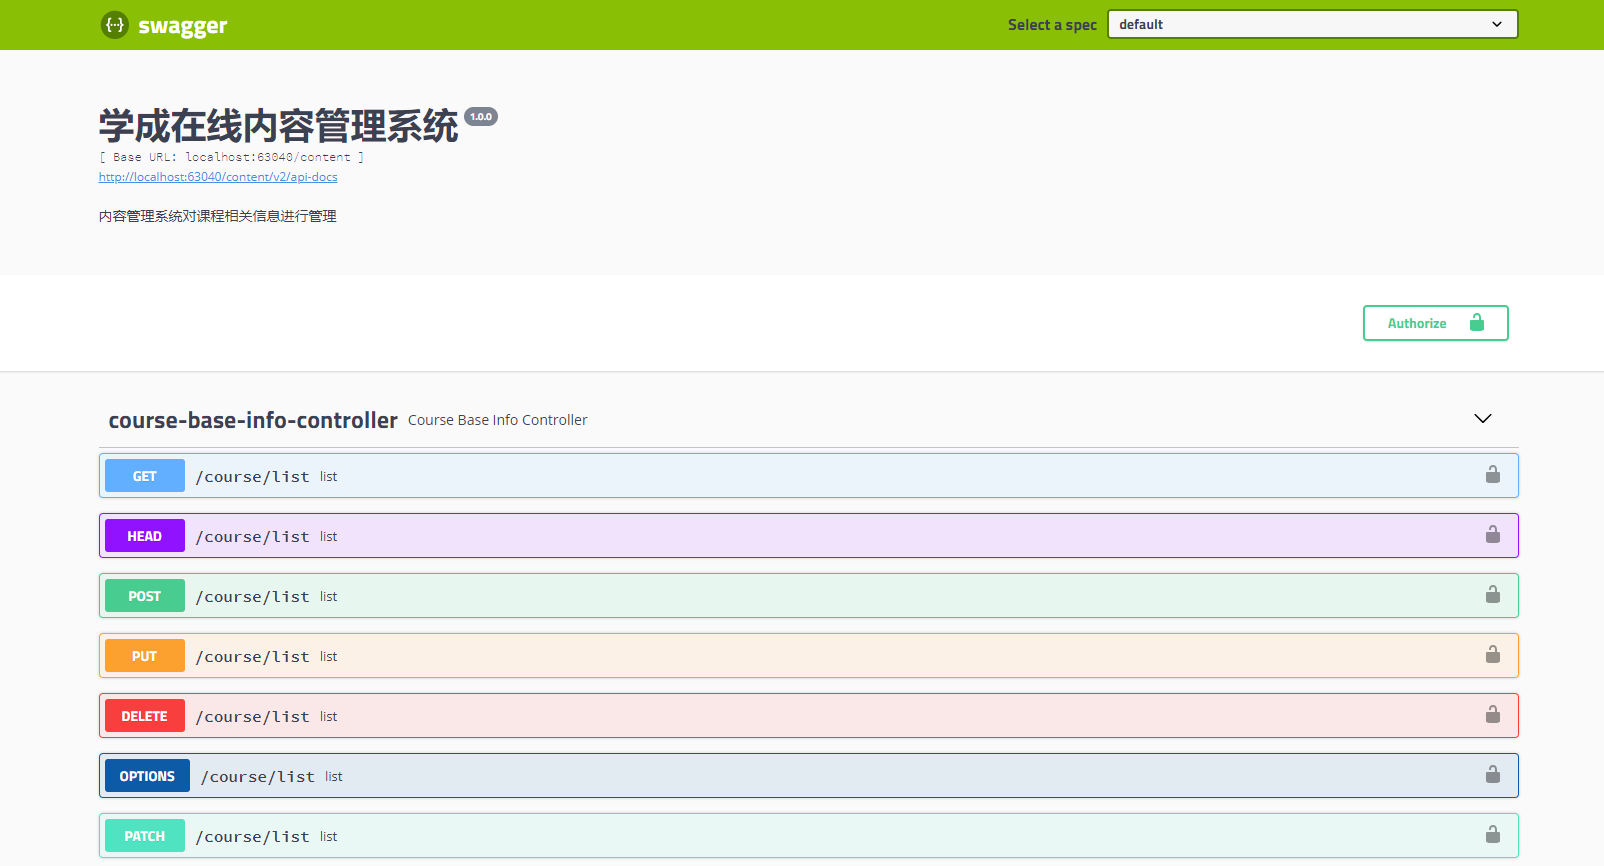 swagger
Select a spec
default
学成在线内容管理系统 1.0.0
[ Base URL: localhost:63040/content ]
http://localhost:63040/content/v2/api-docs
内容管理系统对课程相关信息进行管理
Authorize
course-base-info-controller Course Base Info Controller
GET /course/list list
HEAD /course/list list
POST /course/list list
PUT /course/list list
DELETE /course/list list
OPTIONS /course/list list
PATCH /course/list list